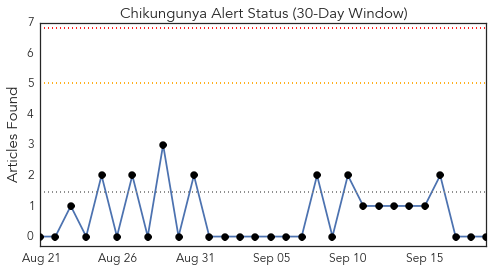 Chikungunya Alert Status (30-Day Window)
Articles Found
7
6
5
4
3
2
1
0
Aug 21 Aug 26 Aug 31 Sep 05 Sep 10 Sep 15